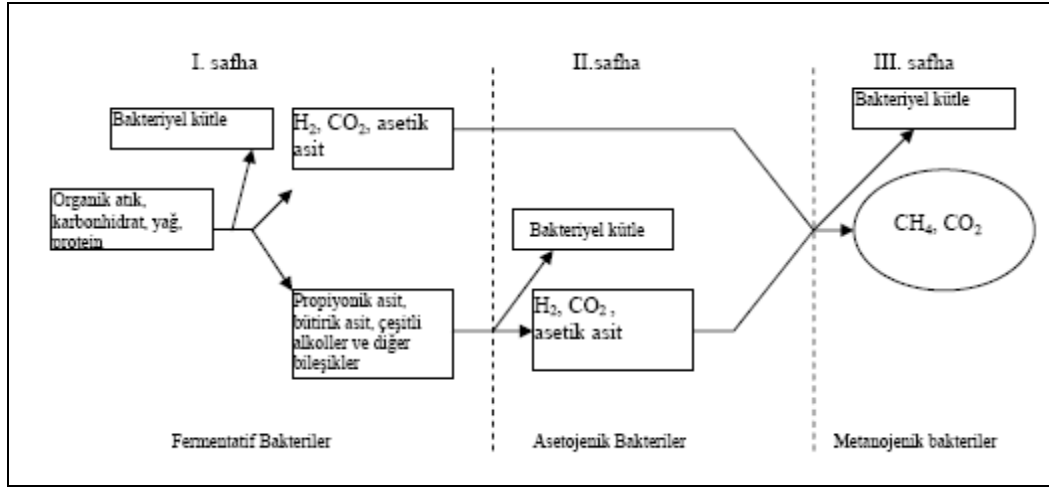 I. safha
II.safha
III. safha
Bakteriyel kütle
H₂, CO₂, asetik
asit
Bakteriyel kütle
Organik atık,
karbonhidrat, yağ,
protein
Bakteriyel kütle
CH₄, CO₂
Propiyonik asit,
bütirik asit, çeşitli
alkoller ve diğer
bileşikler
H₂, CO₂ ,
asetik asit
Fermentatif Bakteriler
Asetojenik Bakteriler
Metanojenik bakteriler